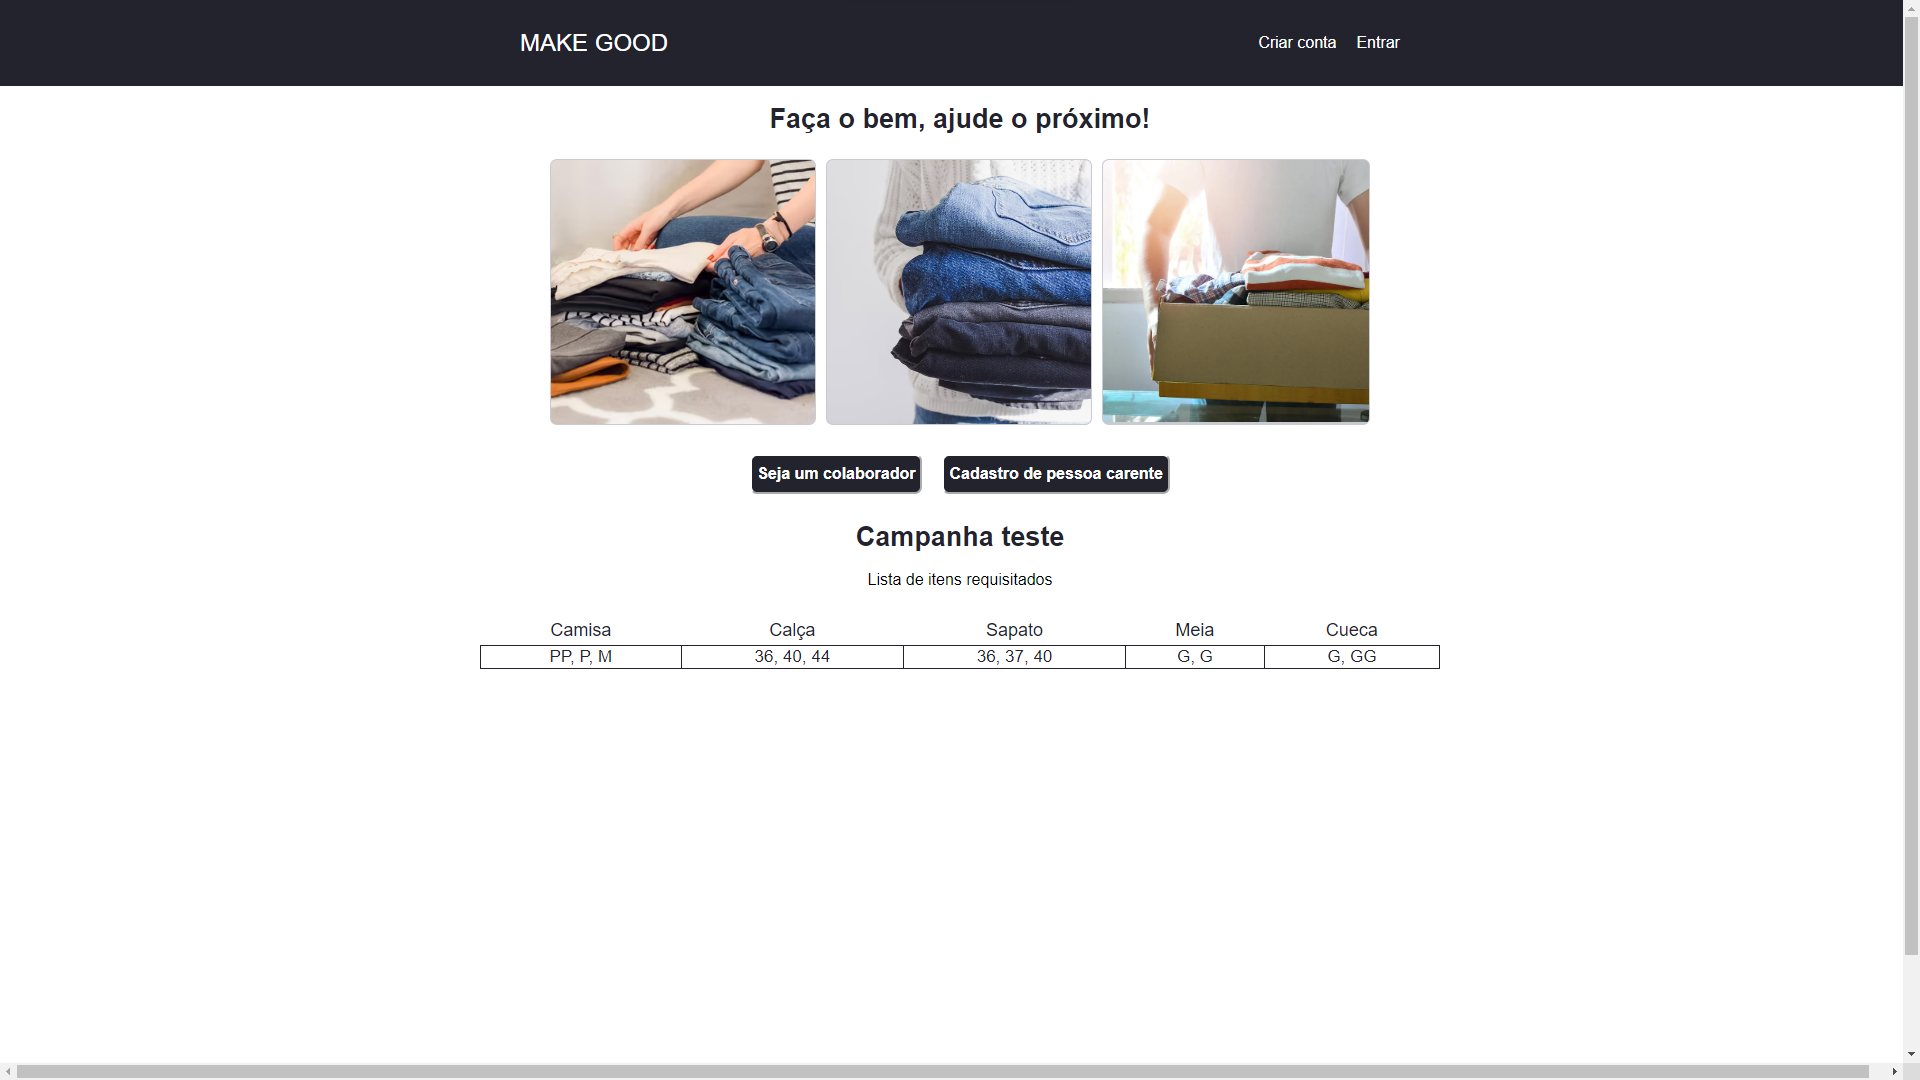 MAKE GOOD
Criar conta Entrar
Faça o bem, ajude o próximo!
Seja um colaborador Cadastro de pessoa carente
Campanha teste
Lista de itens requisitados
Camisa Calça Sapato Meia Cueca
PP, P, M 36, 40, 44 36, 37, 40 G, G G, GG